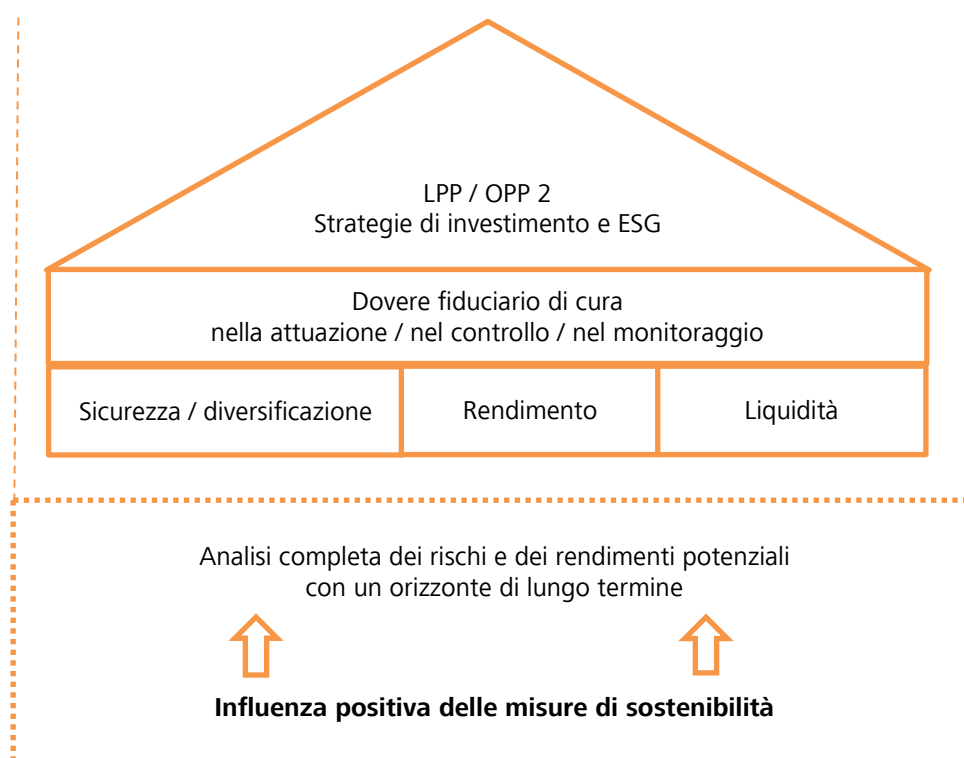 LPP / OPP 2
Strategie di investimento e ESG
Dovere fiduciario di cura
nella attuazione / nel controllo / nel monitoraggio
Sicurezza / diversificazione
Rendimento
Liquidità
Analisi completa dei rischi e dei rendimenti potenziali
con un orizzonte di lungo termine
Influenza positiva delle misure di sostenibilità